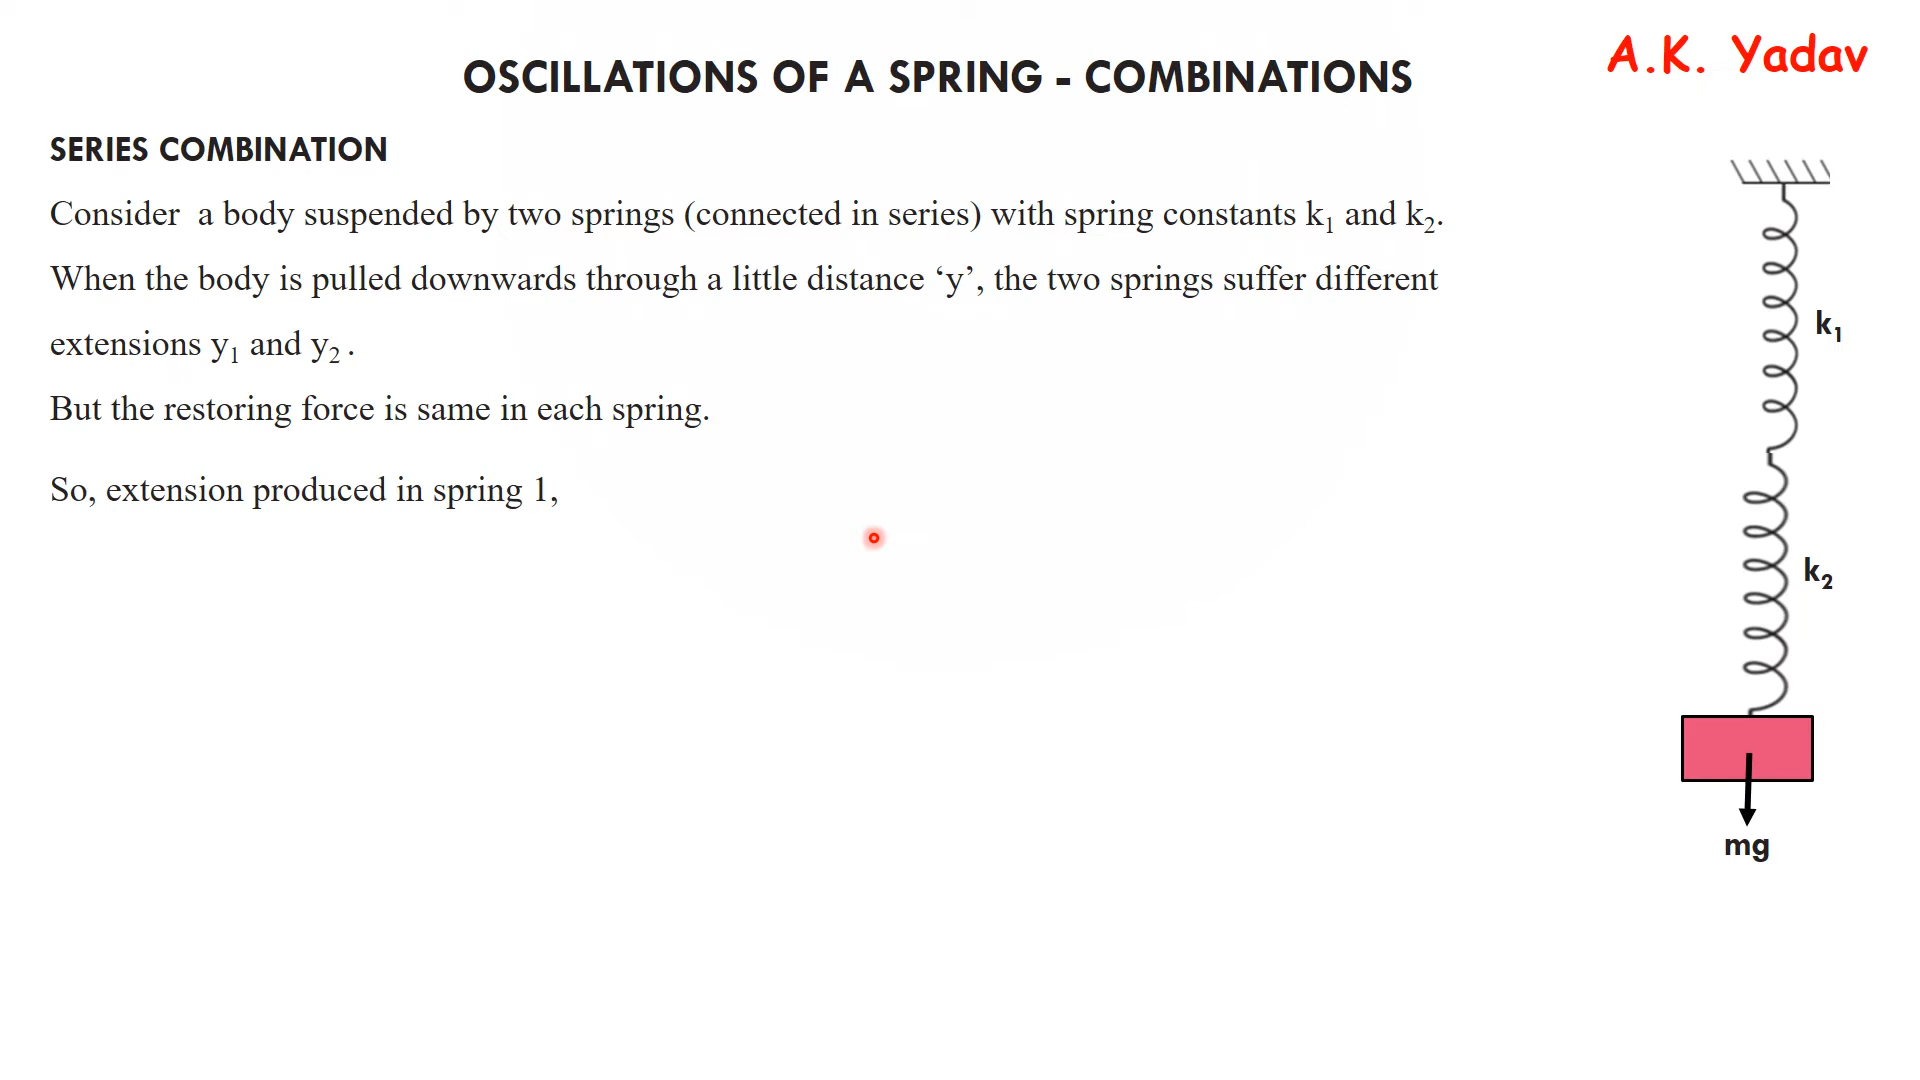 A.K. Yadav
OSCILLATIONS OF A SPRING - COMBINATIONS
SERIES COMBINATION
Consider  a body suspended by two springs (connected in series) with spring constants k₁ and k₂.
When the body is pulled downwards through a little distance ‘y’, the two springs suffer different
extensions y₁ and y₂ .
But the restoring force is same in each spring.
So, extension produced in spring 1,
k₁
k₂
mg